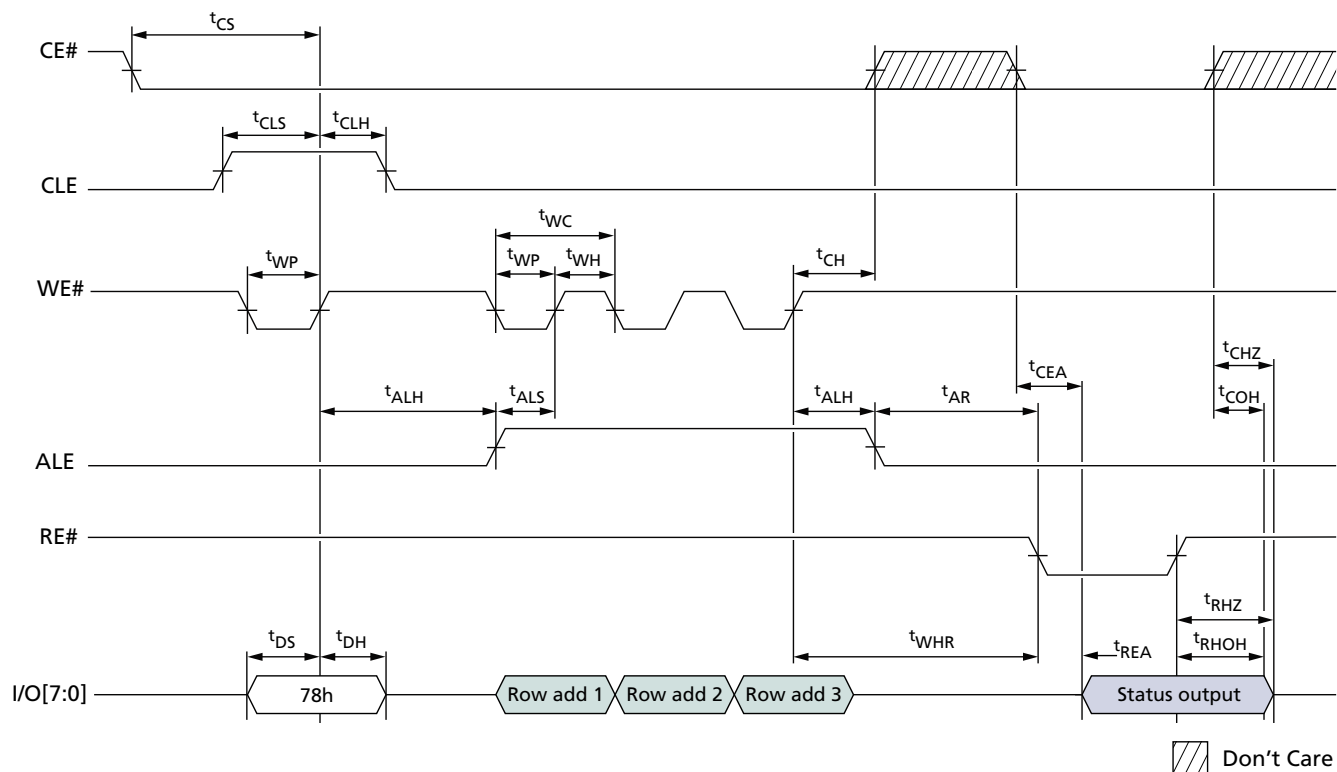 tCS
CE#
tCLS tCLH
CLE
tWC
tWP tWP tWH tCH
WE#
tCHZ
tCEA
tALH tALS tALH tAR tCOH
ALE
RE#
tRHZ
tDS tDH tWHR tREA tRHOH
I/O[7:0] 78h Row add 1 Row add 2 Row add 3 Status output
Don't Care